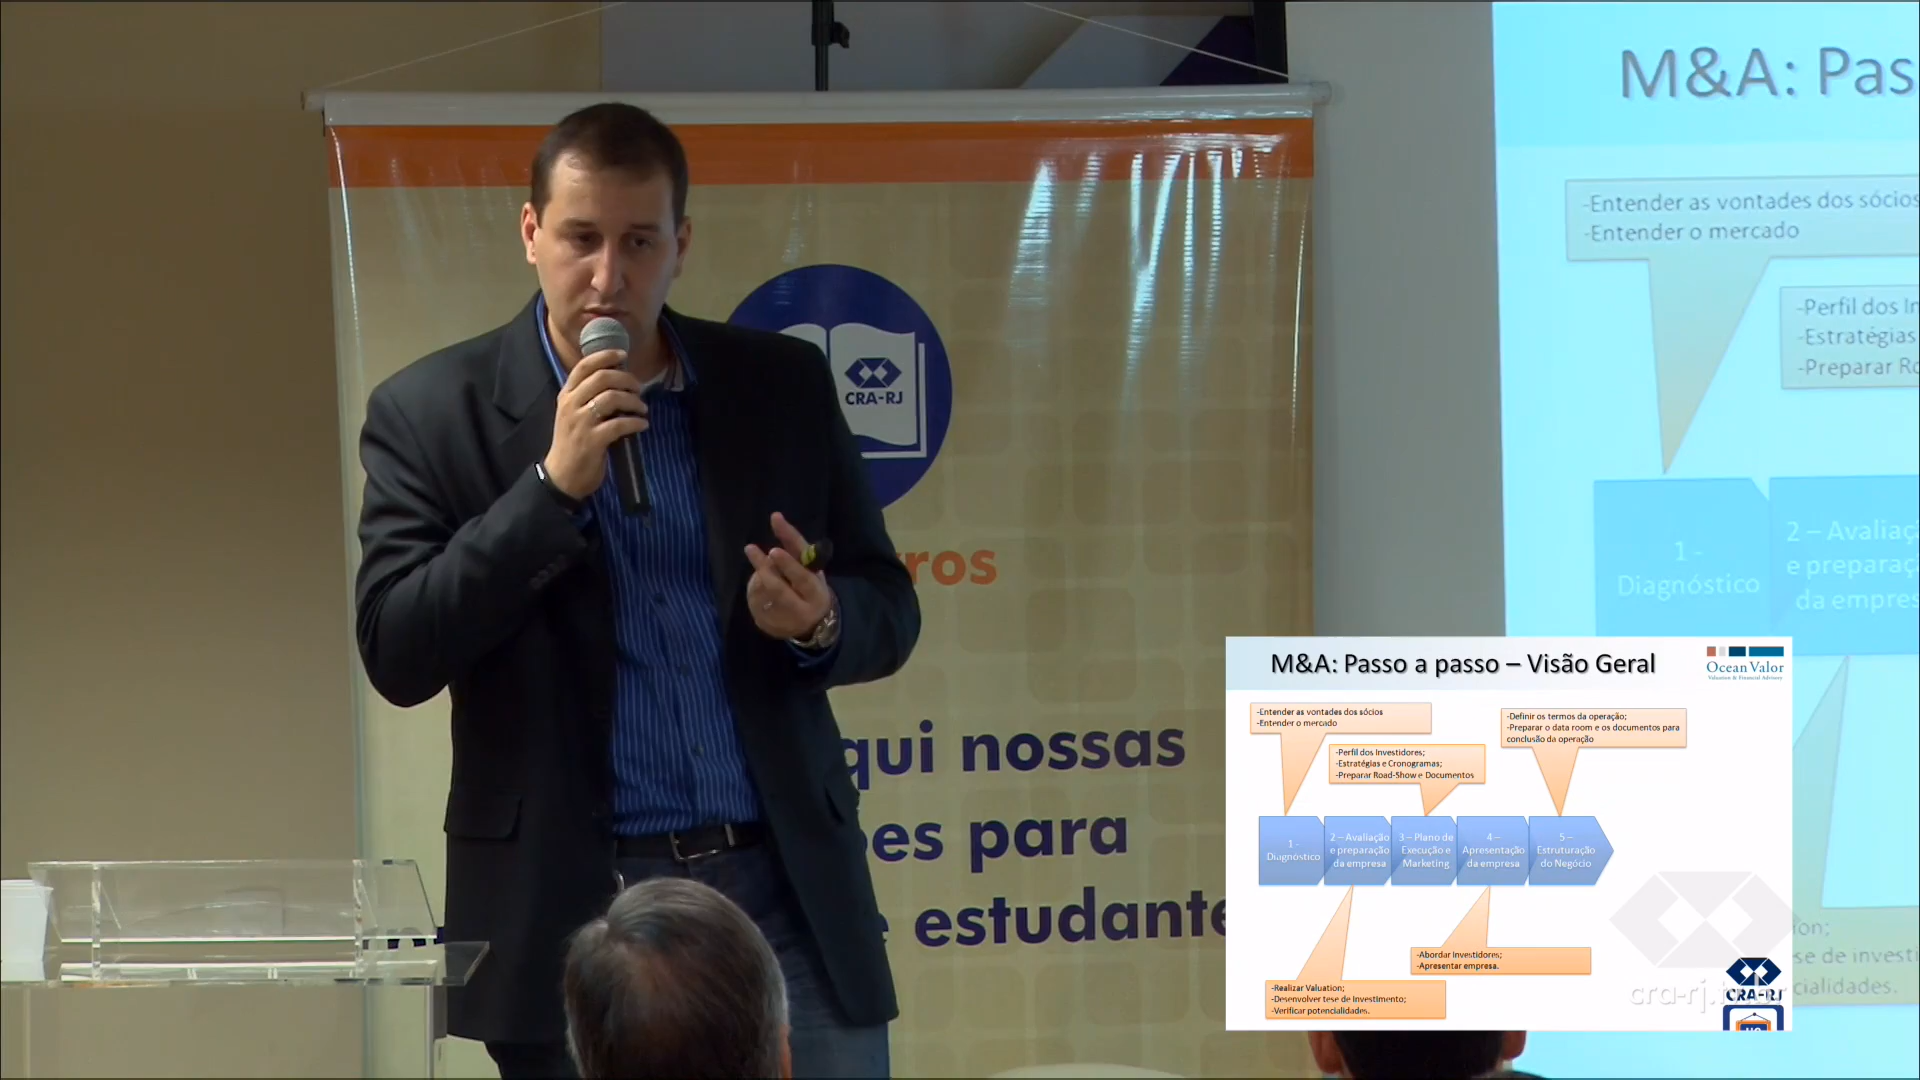 M&A: Pas
-Entender as vontades dos sócios
-Entender o mercado
-Perfil dos In
-Estratégias
-Preparar Ro
1 -
Diagnóstico
2 – Avaliaç
e preparaç
da empres
CRA-RJ
ros
qui nossas
es para
e estudante
M&A: Passo a passo – Visão Geral
Ocean Valor
Valuation & Financial Advisory
-Entender as vontades dos sócios
-Entender o mercado
-Definir os termos da operação;
-Preparar o data room e os documentos para
conclusão da operação
-Perfil dos Investidores;
-Estratégias e Cronogramas;
-Preparar Road-Show e Documentos
1 -
Diagnóstico
2 – Avaliação
e preparação
da empresa
3 – Plano de
Execução e
Marketing
4 –
Apresentação
da empresa
5 –
Estruturação
do Negócio
-Abordar Investidores;
-Apresentar empresa.
-Realizar Valuation;
-Desenvolver tese de investimento;
-Verificar potencialidades.
ion;
se de investi
cialidades.
CRA-RJ